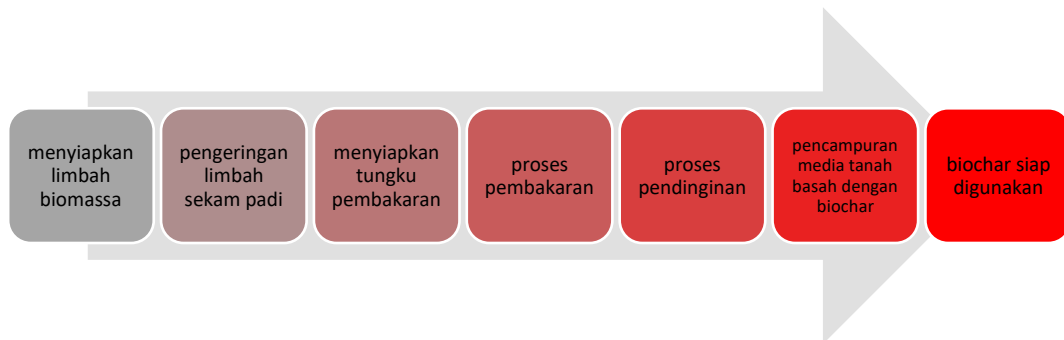 menyiapkan
limbah
biomassa
pengeringan
limbah
sekam padi
menyiapkan
tungku
pembakaran
proses
pembakaran
proses
pendinginan
pencampuran
media tanah
basah dengan
biochar
biochar siap
digunakan